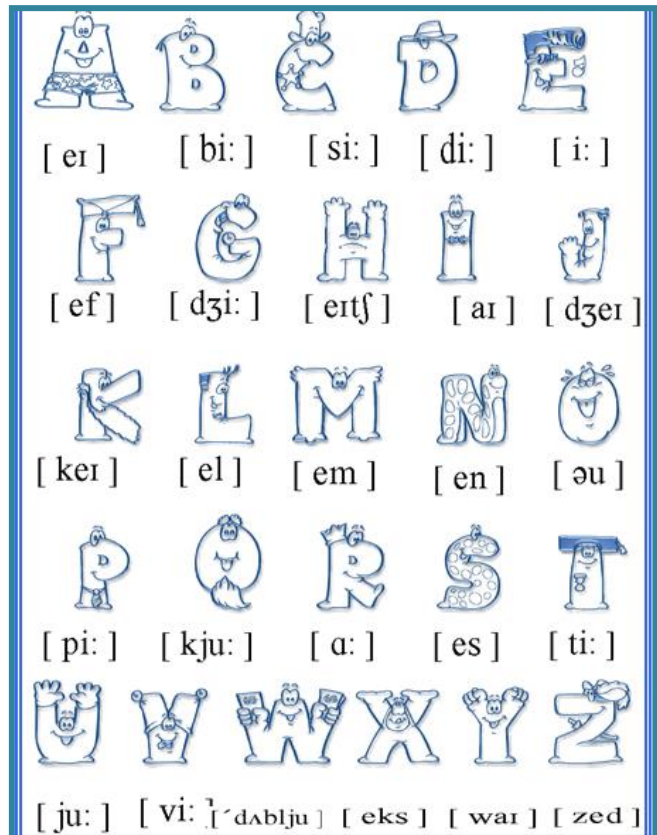 A B C D E
[ eɪ ] [ bi: ] [ si: ] [ di: ] [ i: ]
F G H I J
[ ef ] [ dʒi: ] [ eɪtʃ ] [ aɪ ] [ dʒeɪ ]
K L M N O
[ keɪ ] [ el ] [ em ] [ en ] [ əu ]
P Q R S T
[ pi: ] [ kju: ] [ ɑ: ] [ es ] [ ti: ]
U V W X Y Z
[ ju: ] [ vi: ] [ ´dʌblju ] [ eks ] [ waɪ ] [ zed ]